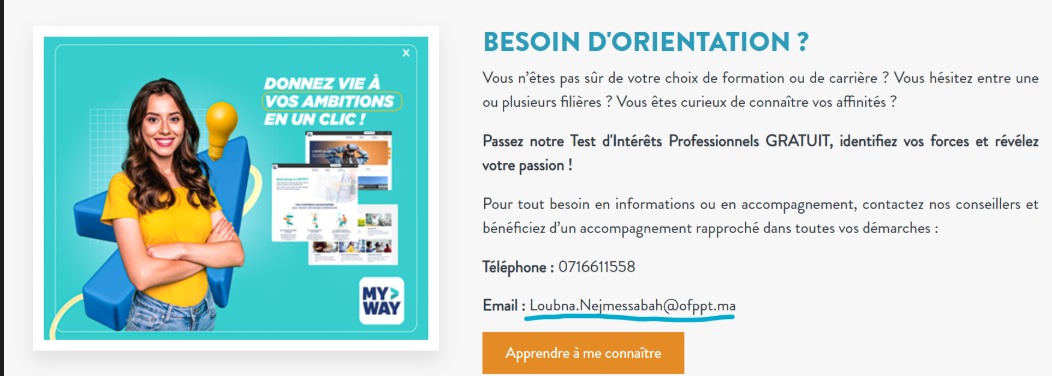 x
DONNEZ VIE À
VOS AMBITIONS
EN UN CLIC !
MY>
WAY
BESOIN D'ORIENTATION ?
Vous n'êtes pas sûr de votre choix de formation ou de carrière ? Vous hésitez entre une
ou plusieurs filières ? Vous êtes curieux de connaître vos affinités ?
Passez notre Test d'Intérêts Professionnels GRATUIT, identifiez vos forces et révélez
votre passion !
Pour tout besoin en informations ou en accompagnement, contactez nos conseillers et
bénéficiez d'un accompagnement rapproché dans toutes vos démarches :
Téléphone : 0716611558
Email : Loubna.Nejmessabah@ofppt.ma
Apprendre à me connaître